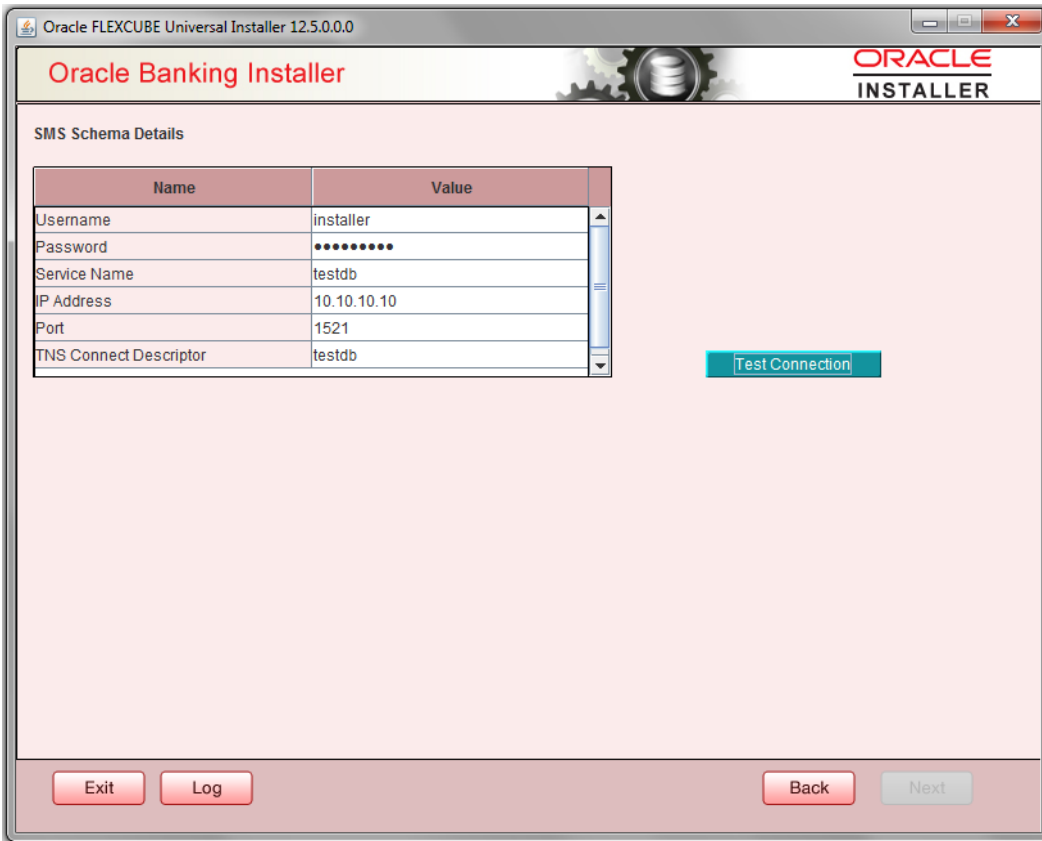 Oracle FLEXCUBE Universal Installer 12.5.0.0.0
Oracle Banking Installer
ORACLE
INSTALLER
SMS Schema Details
Name Value
Username installer
Password •••••••••
Service Name testdb
IP Address 10.10.10.10
Port 1521
TNS Connect Descriptor testdb
Test Connection
Exit Log Back Next